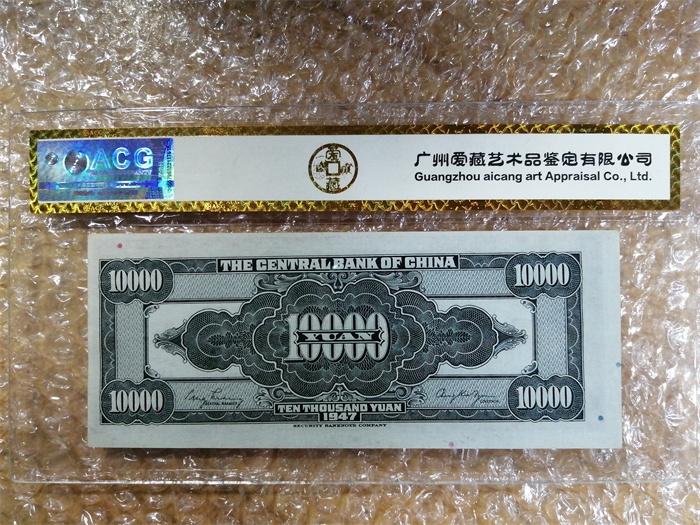 ACG
广州爱藏艺术品鉴定有限公司
Guangzhou aicang art Appraisal Co., Ltd.
THE CENTRAL BANK OF CHINA
10000
10000
10000
YUAN
10000
10000
TEN THOUSAND YUAN
1947
SECURITY BANKNOTE COMPANY